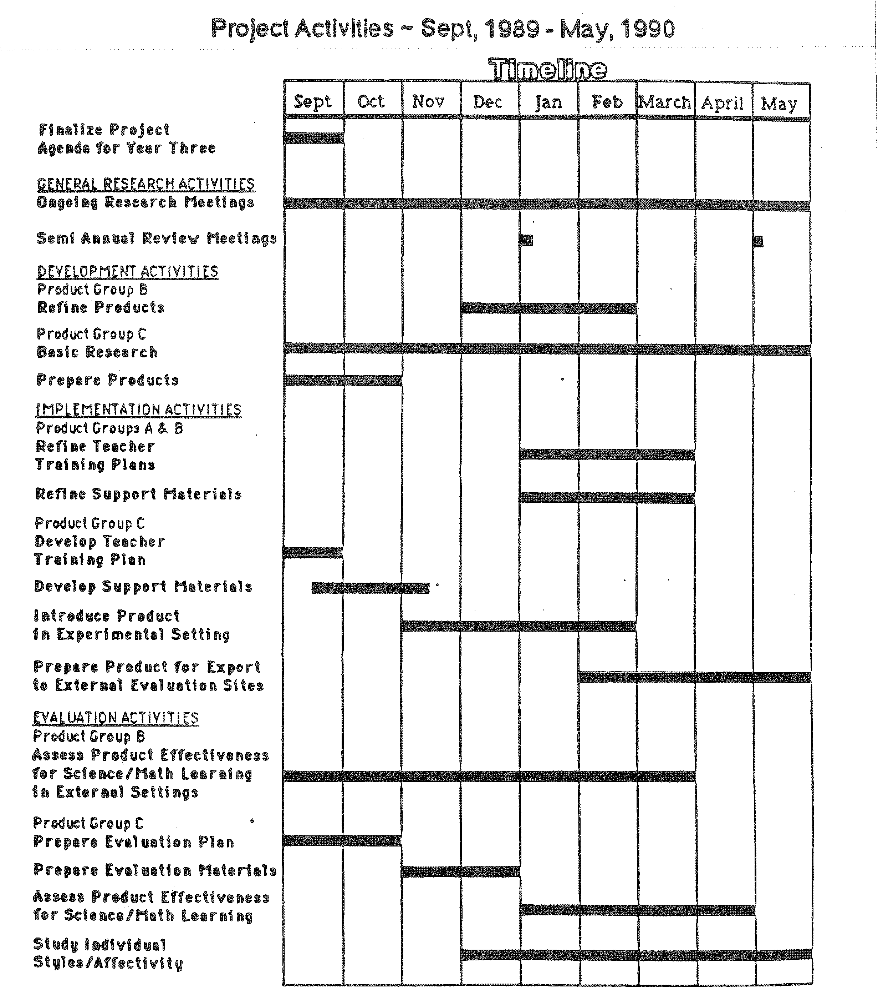 Project Activities ~ Sept, 1989 - May, 1990
Timeline
Sept Oct Nov Dec Jan Feb March April May
Finalize Project
Agenda for Year Three
GENERAL RESEARCH ACTIVITIES
Ongoing Research Meetings
Semi Annual Review Meetings
DEVELOPMENT ACTIVITIES
Product Group B
Refine Products
Product Group C
Basic Research
Prepare Products
IMPLEMENTATION ACTIVITIES
Product Groups A & B
Refine Teacher
Training Plans
Refine Support Materials
Product Group C
Develop Teacher
Training Plan
Develop Support Materials
Introduce Product
in Experimental Setting
Prepare Product for Export
to External Evaluation Sites
EVALUATION ACTIVITIES
Product Group B
Assess Product Effectiveness
for Science/Math Learning
in External Settings
Product Group C
Prepare Evaluation Plan
Prepare Evaluation Materials
Assess Product Effectiveness
for Science/Math Learning
Study Individual
Styles/Affectivity